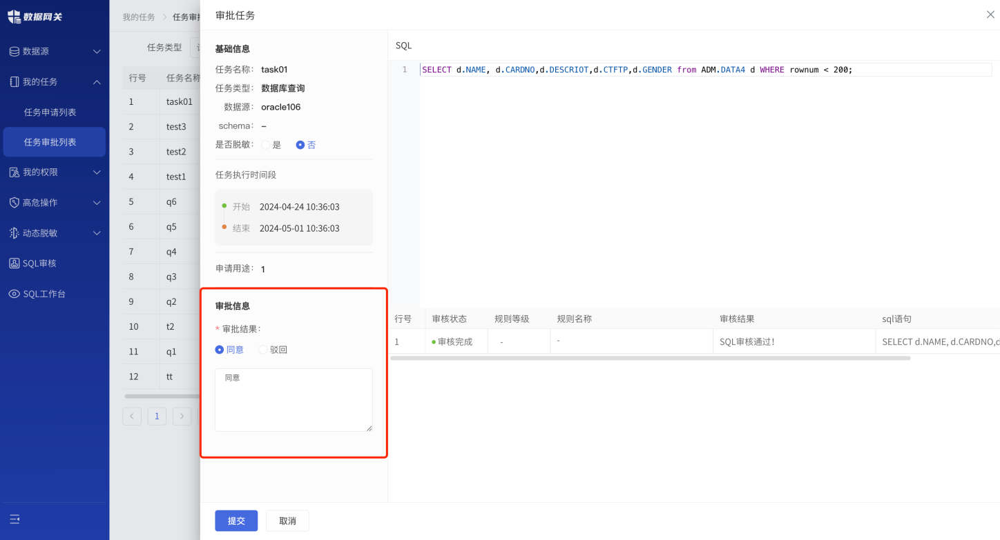 数据网关
数据源
我的任务
任务申请列表
任务审批列表
我的权限
高危操作
动态脱敏
SQL审核
SQL工作台
我的任务 > 任务审
任务类型
行号 任务名称
1 task01
2 test3
3 test2
4 test1
5 q6
6 q5
7 q4
8 q3
9 q2
10 t2
11 q1
12 tt
< 1 >
审批任务
基础信息
任务名称： task01
任务类型： 数据库查询
数据源： oracle106
schema： –
是否脱敏： 是 否
任务执行时间段
开始 2024-04-24 10:36:03
结束 2024-05-01 10:36:03
申请用途： 1
审批信息
* 审批结果：
同意 驳回
同意
提交 取消
SQL
1 SELECT d.NAME, d.CARDNO,d.DESCRIOT,d.CTFTP,d.GENDER from ADM.DATA4 d WHERE rownum < 200;
行号 审核状态 规则等级 规则名称 审核结果 sql语句
1 审核完成 - - SQL审核通过！ SELECT d.NAME, d.CARDNO,d